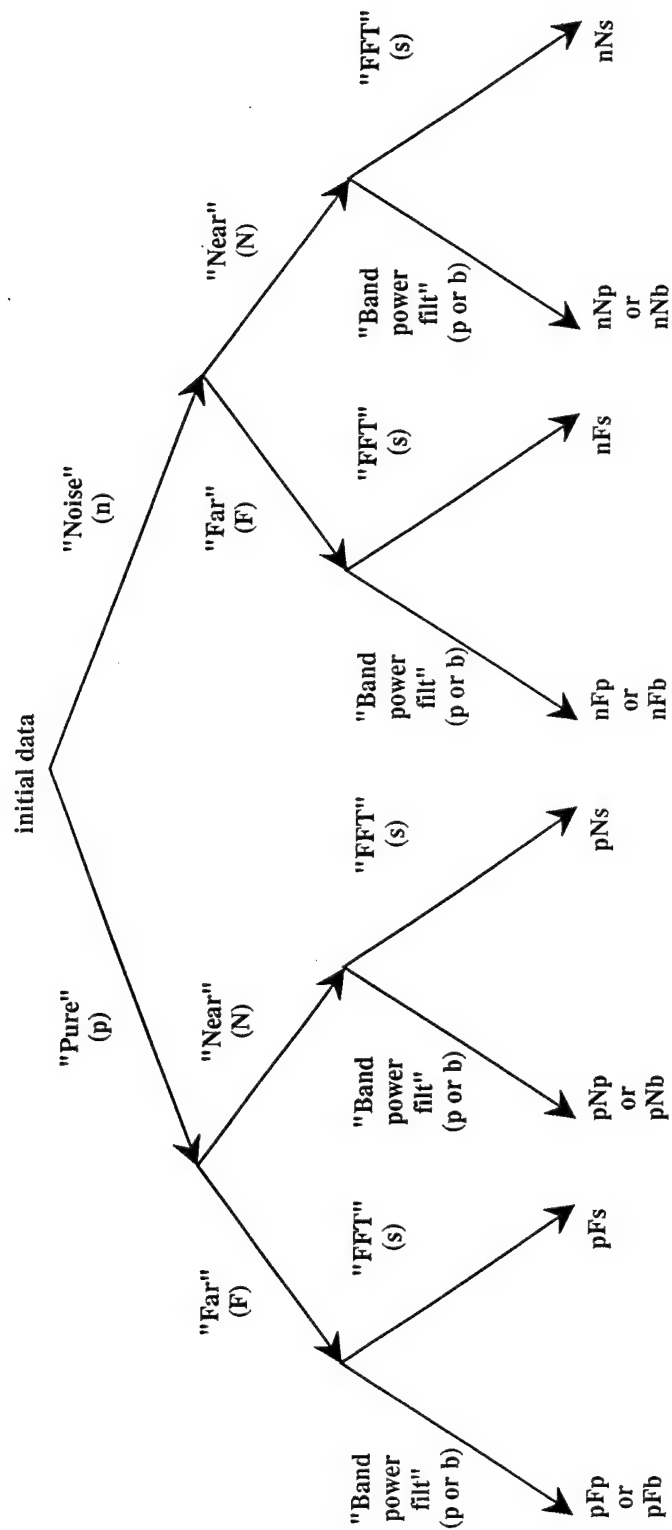 initial data
"Pure"
(p)
"Noise"
(n)
"Far"
(F)
"Near"
(N)
"Far"
(F)
"Near"
(N)
"Band
power
filt"
(p or b)
"FFT"
(s)
"Band
power
filt"
(p or b)
"FFT"
(s)
"Band
power
filt"
(p or b)
"FFT"
(s)
"Band
power
filt"
(p or b)
"FFT"
(s)
pFp
or
pFb
pFs
pNp
or
pNb
pNs
nFp
or
nFb
nFs
nNp
or
nNb
nNs